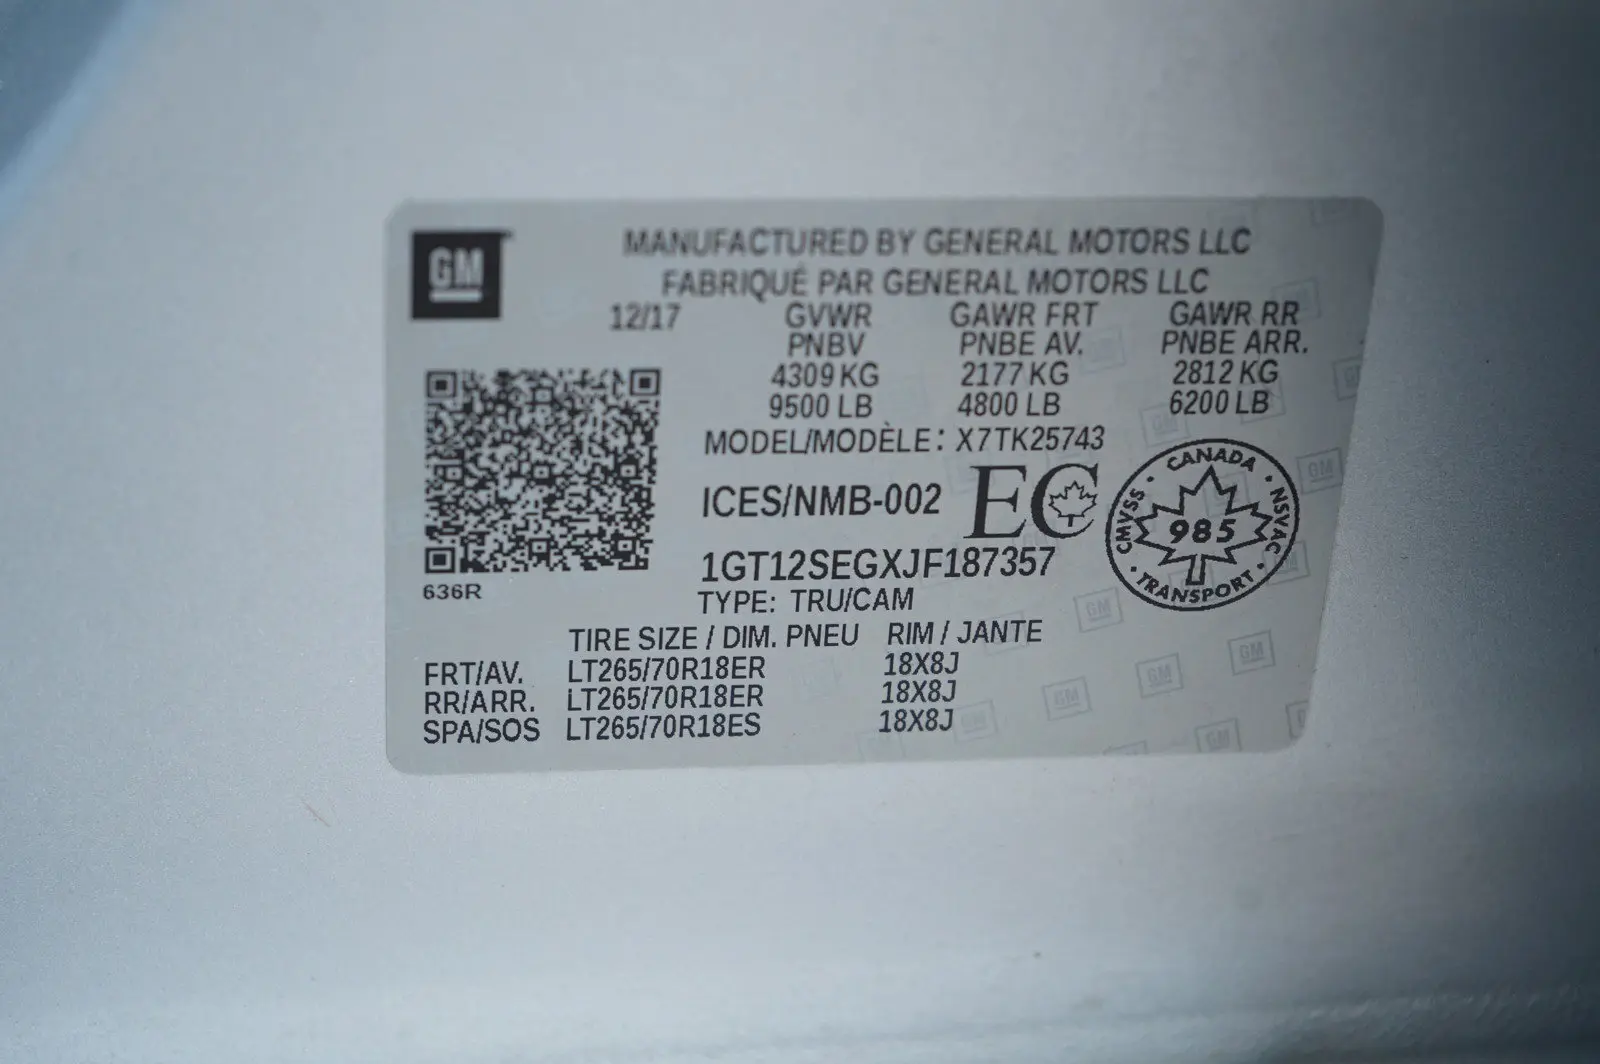 GM
MANUFACTURED BY GENERAL MOTORS LLC
FABRIQUÉ PAR GENERAL MOTORS LLC
12/17 GVWR GAWR FRT GAWR RR
PNBV PNBE AV. PNBE ARR.
4309 KG 2177 KG 2812 KG
9500 LB 4800 LB 6200 LB
MODEL/MODÈLE: X7TK25743
ICES/NMB-002 EC
CANADA
CMVSS 985 NSVAC
TRANSPORT
1GT12SEGXJF187357
636R
TYPE: TRU/CAM
TIRE SIZE / DIM. PNEU RIM / JANTE
FRT/AV. LT265/70R18ER 18X8J
RR/ARR. LT265/70R18ER 18X8J
SPA/SOS LT265/70R18ES 18X8J